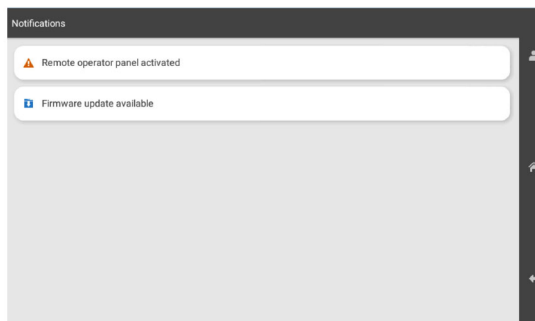 Notifications
Remote operator panel activated
Firmware update available